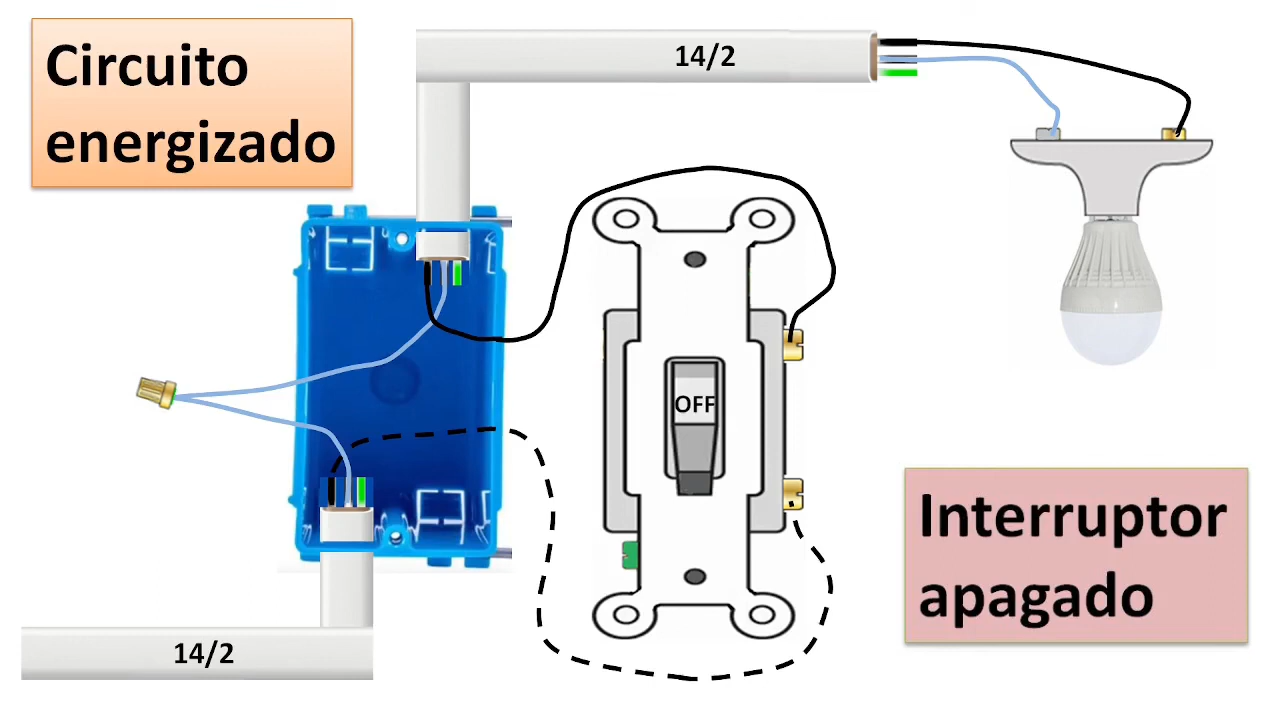 Circuito
energizado
14/2
OFF
Interruptor
apagado
14/2